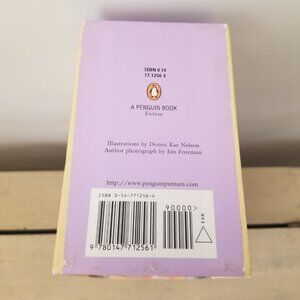 ISBN 0 14
77.1256 4
A PENGUIN BOOK
Fiction
Illustrations by Donna Kae Nelson
Author photograph by Jim Foreman
http://www.penguinputnam.com
ISBN 0-14-771256-4
90000>
EAN
9 780147 712561